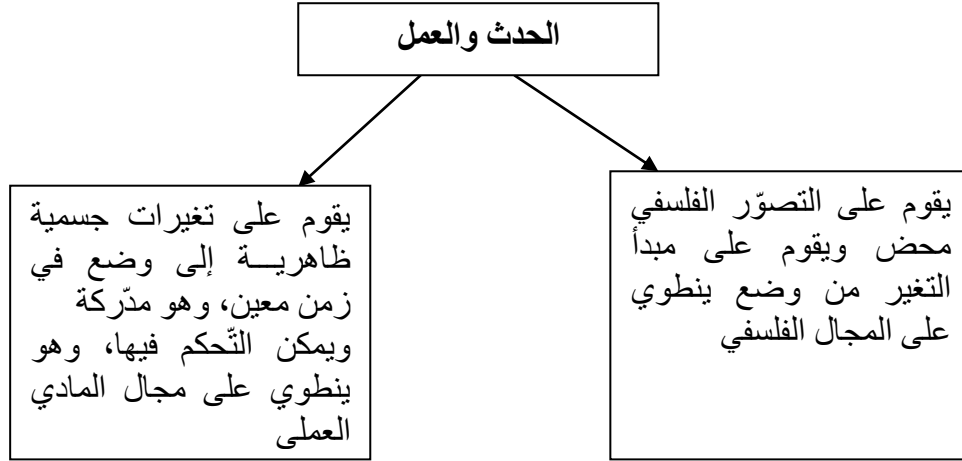 الحدث والعمل
يقوم على التصوّر الفلسفي
محض ويقوم على مبدأ
التغير من وضع ينطوي
على المجال الفلسفي
يقوم على تغيرات جسمية
ظاهريـــة إلى وضع في
زمن معين، وهو مدّركة
ويمكن التّحكم فيها، وهو
ينطوي على مجال المادي
العملي